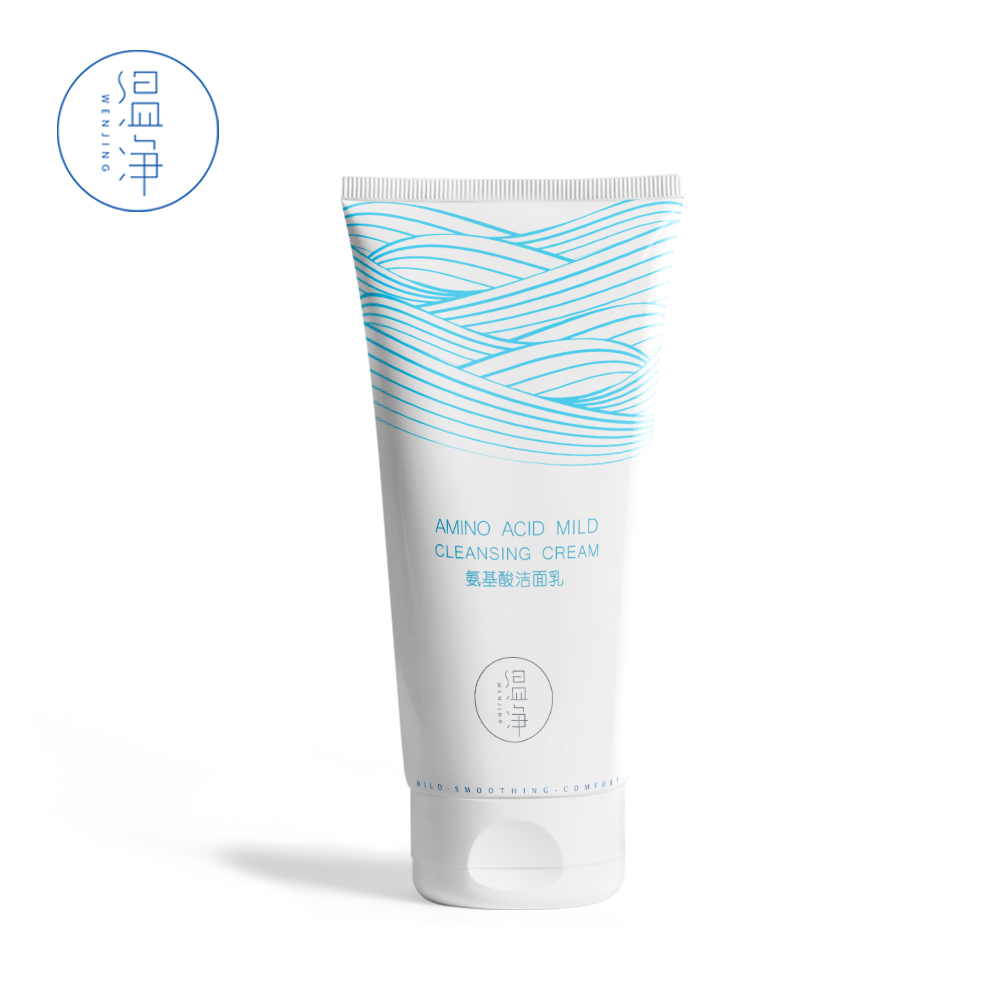 温净
WENJING
AMINO ACID MILD
CLEANSING CREAM
氨基酸洁面乳
温净
WENJING
MILD-SMOOTHING-COMFORT